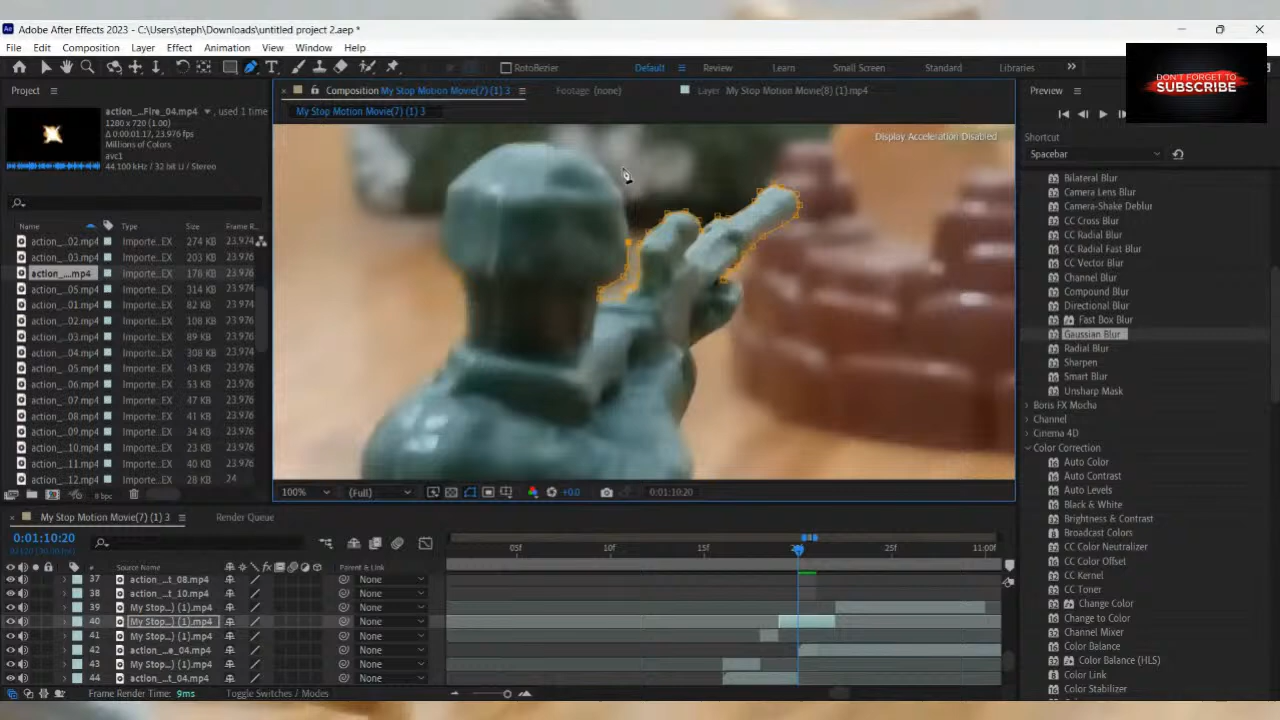 Adobe After Effects 2023 - C:\Users\steph\Downloads\untitled project 2.aep *
File Edit Composition Layer Effect Animation View Window Help
RotoBezier
Default Review Learn Small Screen Standard Libraries
DON'T FORGET TO
SUBSCRIBE
Project
Composition My Stop Motion Movie(7) (1) 3
Footage (none)
Layer My Stop Motion Movie(8) (1).mp4
Preview
My Stop Motion Movie(7) (1) 3
action_...Fire_04.mp4 , used 1 time
1280 x 720 (1.00)
Δ 0:00:01.17, 23.976 fps
Millions of Colors
avc1
44.100 kHz / 32 bit U / Stereo
Display Acceleration Disabled
Shortcut
Spacebar
Name Type Size Frame R...
action_...02.mp4 Importe...EX 274 KB 23.974
action_...03.mp4 Importe...EX 203 KB 23.976
action_....mp4 Importe...EX 178 KB 23.976
action_...05.mp4 Importe...EX 314 KB 23.976
action_...01.mp4 Importe...EX 82 KB 23.976
action_...02.mp4 Importe...EX 108 KB 23.976
action_...03.mp4 Importe...EX 89 KB 23.976
action_...04.mp4 Importe...EX 308 KB 23.976
action_...05.mp4 Importe...EX 43 KB 23.976
action_...06.mp4 Importe...EX 53 KB 23.976
action_...07.mp4 Importe...EX 47 KB 23.976
action_...08.mp4 Importe...EX 41 KB 23.976
action_...09.mp4 Importe...EX 34 KB 23.976
action_...10.mp4 Importe...EX 23 KB 23.976
action_...11.mp4 Importe...EX 40 KB 23.976
action_...12.mp4 Importe...EX 28 KB 24
8 bpc
100% (Full) +0.0 0:01:10:20
Bilateral Blur
Camera Lens Blur
Camera-Shake Deblur
CC Cross Blur
CC Radial Blur
CC Radial Fast Blur
CC Vector Blur
Channel Blur
Compound Blur
Directional Blur
Fast Box Blur
Gaussian Blur
Radial Blur
Sharpen
Smart Blur
Unsharp Mask
Boris FX Mocha
Channel
Cinema 4D
Color Correction
Auto Color
Auto Contrast
Auto Levels
Black & White
Brightness & Contrast
Broadcast Colors
CC Color Neutralizer
CC Color Offset
CC Kernel
CC Toner
Change Color
Change to Color
Channel Mixer
Color Balance
Color Balance (HLS)
Color Link
Color Stabilizer
My Stop Motion Movie(7) (1) 3 Render Queue
0:01:10:20
05f 10f 15f 25f 11:00f
Source Name Parent & Link
37 action_...t_08.mp4 None
38 action_...t_10.mp4 None
39 My Stop...) (1).mp4 None
40 My Stop...) (1).mp4 None
41 My Stop...) (1).mp4 None
42 action_...e_04.mp4 None
43 My Stop...) (1).mp4 None
44 action_...t_04.mp4 None
Frame Render Time: 9ms Toggle Switches / Modes